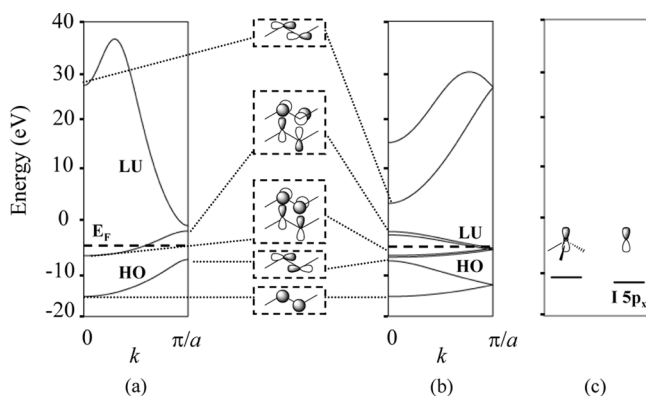 Energy (eV)
40
30
20
10
0
-10
-20
LU
E_F
HO
0
π/a
k
(a)
LU
HO
0
π/a
k
(b)
I 5p_x
(c)